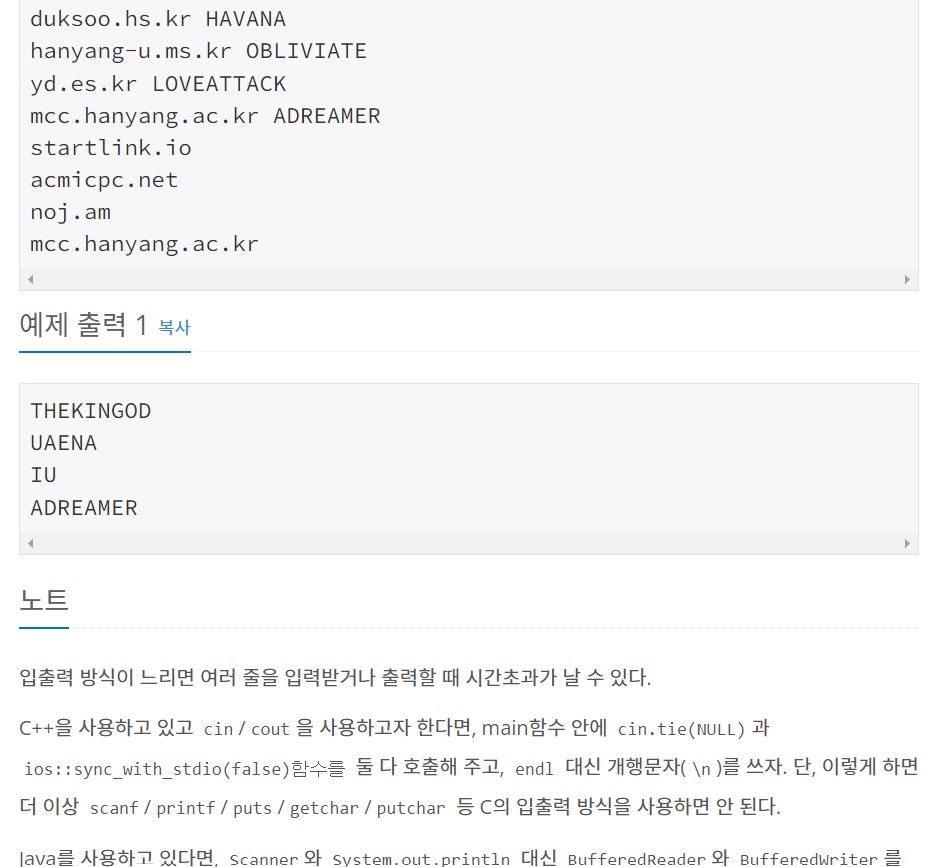 duksoo.hs.kr HAVANA
hanyang-u.ms.kr OBLIVIATE
yd.es.kr LOVEATTACK
mcc.hanyang.ac.kr ADREAMER
startlink.io
acmicpc.net
noj.am
mcc.hanyang.ac.kr
예제 출력 1 복사
THEKINGOD
UAENA
IU
ADREAMER
노트
입출력 방식이 느리면 여러 줄을 입력받거나 출력할 때 시간초과가 날 수 있다.
C++을 사용하고 있고 cin / cout 을 사용하고자 한다면, main함수 안에 cin.tie(NULL) 과
ios::sync_with_stdio(false)함수를 둘 다 호출해 주고, endl 대신 개행문자( \n )를 쓰자. 단, 이렇게 하면
더 이상 scanf / printf / puts / getchar / putchar 등 C의 입출력 방식을 사용하면 안 된다.
Java를 사용하고 있다면, Scanner 와 System.out.println 대신 BufferedReader 와 BufferedWriter 를